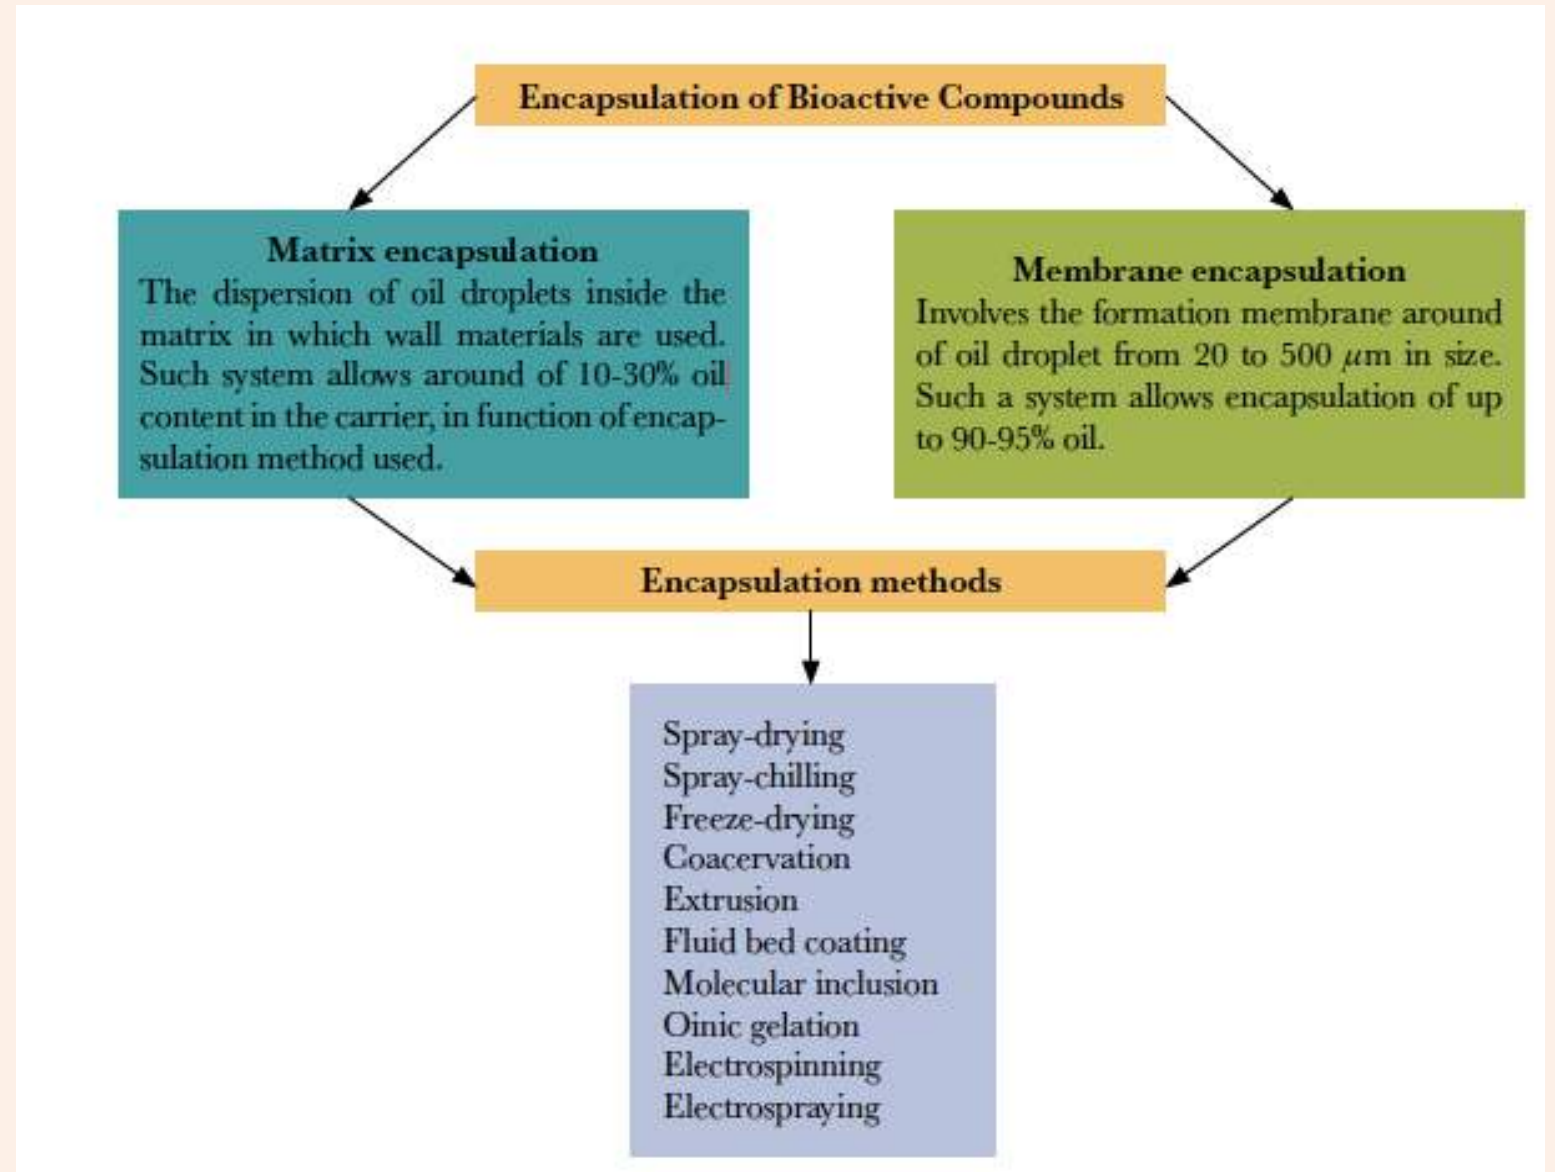 Encapsulation of Bioactive Compounds
Matrix encapsulation
The dispersion of oil droplets inside the
matrix in which wall materials are used.
Such system allows around of 10-30% oil
content in the carrier, in function of encap-
sulation method used.
Membrane encapsulation
Involves the formation membrane around
of oil droplet from 20 to 500 μm in size.
Such a system allows encapsulation of up
to 90-95% oil.
Encapsulation methods
Spray-drying
Spray-chilling
Freeze-drying
Coacervation
Extrusion
Fluid bed coating
Molecular inclusion
Oinic gelation
Electrospinning
Electrospraying